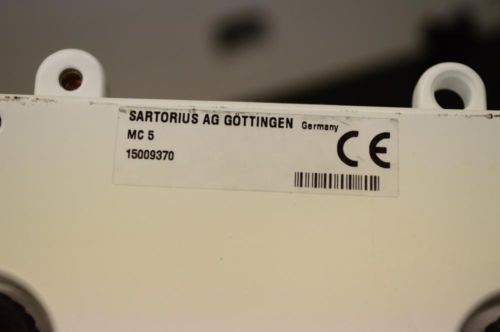 SARTORIUS AG GÖTTINGEN Germany
MC 5
15009370
CE